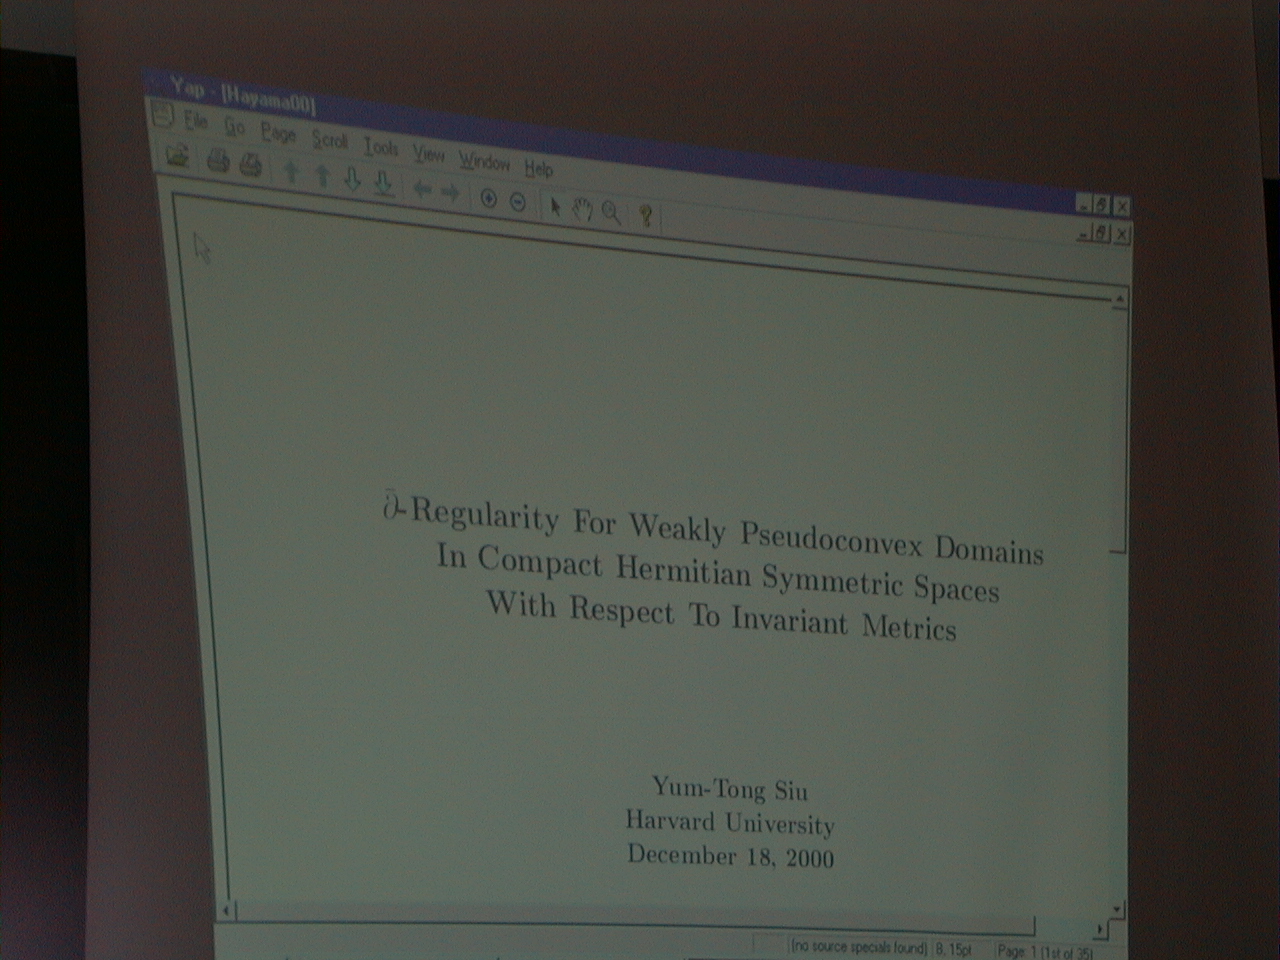 Yap - [Hayama00]
File Go Page Scroll Tools View Window Help
∂̄-Regularity For Weakly Pseudoconvex Domains
In Compact Hermitian Symmetric Spaces
With Respect To Invariant Metrics
Yum-Tong Siu
Harvard University
December 18, 2000
(no source specials found) 8, 15pt Page: 1 (1st of 35)